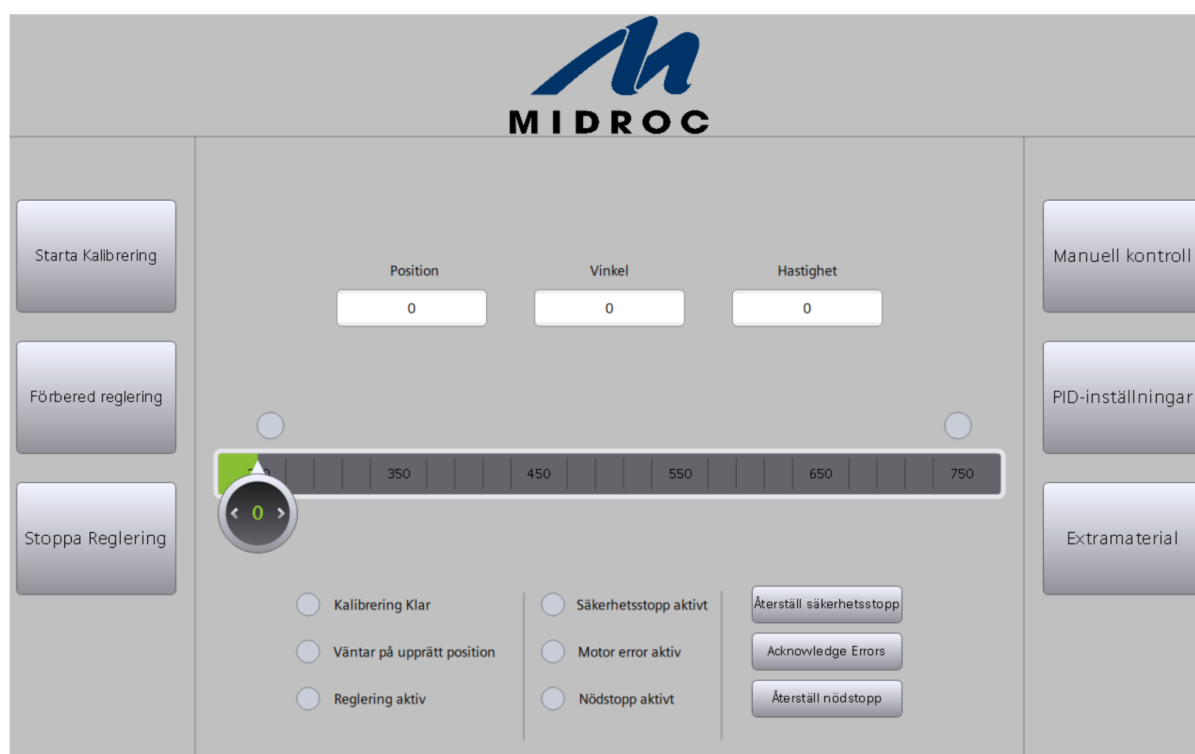 MIDROC
Starta Kalibrering
Förbered reglering
Stoppa Reglering
Position
Vinkel
Hastighet
0
0
0
350
450
550
650
750
0
Kalibrering Klar
Väntar på upprätt position
Reglering aktiv
Säkerhetsstopp aktivt
Motor error aktiv
Nödstopp aktivt
Återställ säkerhetsstopp
Acknowledge Errors
Återställ nödstopp
Manuell kontroll
PID-inställningar
Extramaterial